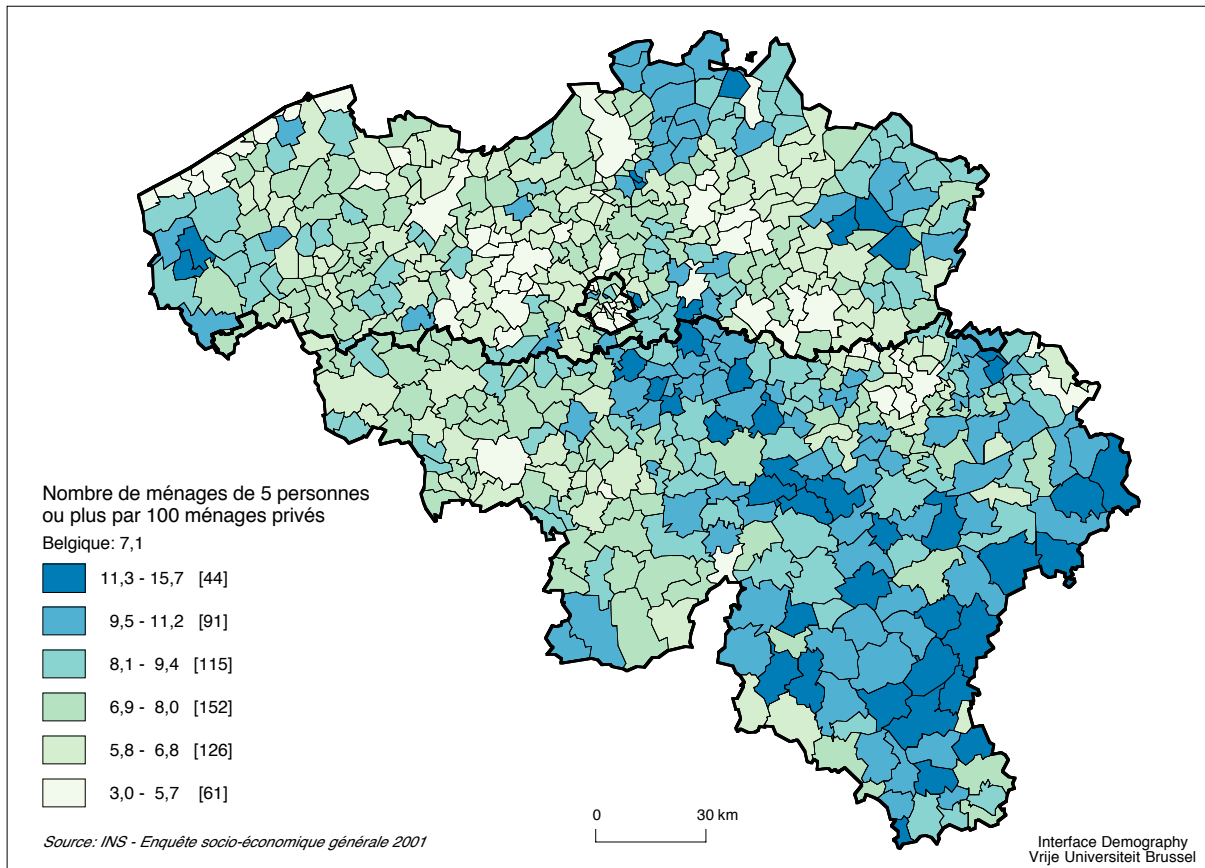 Nombre de ménages de 5 personnes
ou plus par 100 ménages privés
Belgique: 7,1
11,3 - 15,7 [44]
9,5 - 11,2 [91]
8,1 - 9,4 [115]
6,9 - 8,0 [152]
5,8 - 6,8 [126]
3,0 - 5,7 [61]
0 30 km
Source: INS - Enquête socio-économique générale 2001
Interface Demography
Vrije Universiteit Brussel